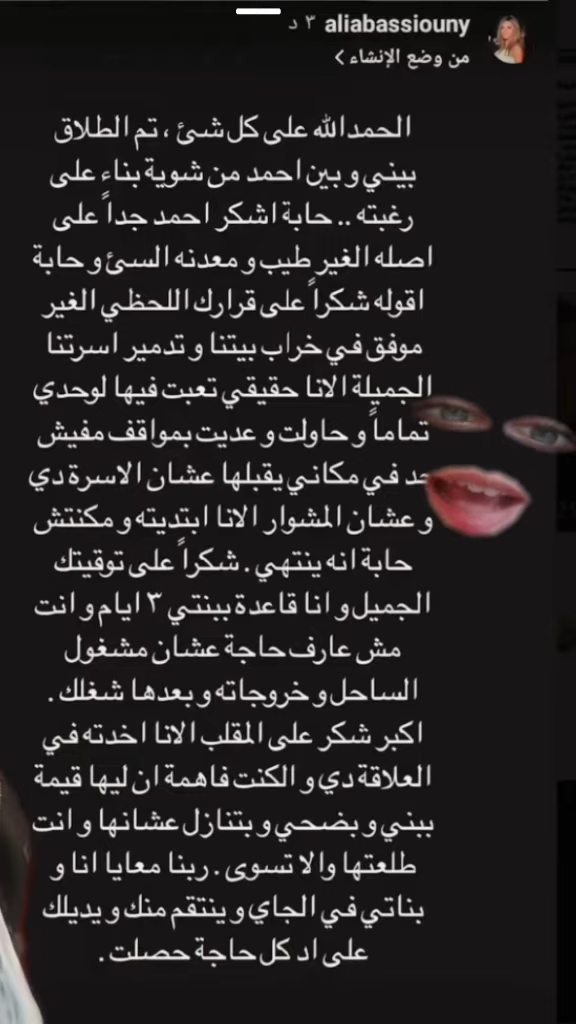 aliabassiouny ٣ د
من وضع الإنشاء >
الحمدالله على كل شئ ، تم الطلاق
بيني و بين احمد من شوية بناء على
رغبته .. حابة اشكر احمد جداً على
اصله الغير طيب و معدنه السئ و حابة
اقوله شكراً على قرارك اللحظي الغير
موفق في خراب بيتنا و تدمير اسرتنا
الجميلة الانا حقيقي تعبت فيها لوحدي
تماماً و حاولت و عديت بمواقف مفيش
حد في مكاني يقبلها عشان الاسرة دي
و عشان المشوار الانا ابتديته و مكنتش
حابة انه ينتهي . شكراً على توقيتك
الجميل و انا قاعدة ببنتي ٣ ايام و انت
مش عارف حاجة عشان مشغول
الساحل و خروجاته و بعدها شغلك .
اكبر شكر على المقلب الانا اخدته في
العلاقة دي و الكنت فاهمة ان ليها قيمة
ببني و بضحي و بتنازل عشانها و انت
طلعتها والا تسوى . ربنا معايا انا و
بناتي في الجاي و ينتقم منك و يديلك
على اد كل حاجة حصلت .